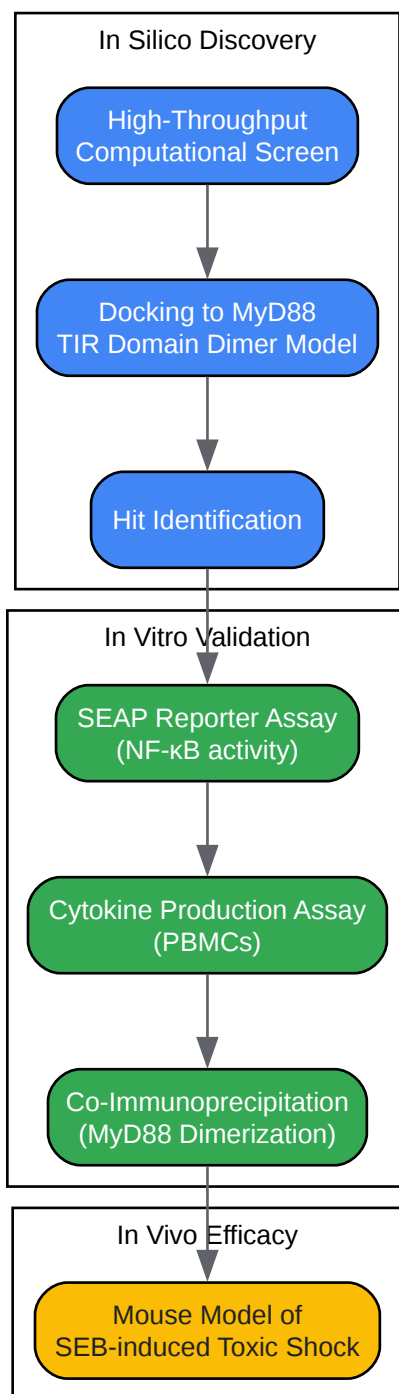 In Silico Discovery
High-Throughput
Computational Screen
Docking to MyD88
TIR Domain Dimer Model
Hit Identification
In Vitro Validation
SEAP Reporter Assay
(NF-κB activity)
Cytokine Production Assay
(PBMCs)
Co-Immunoprecipitation
(MyD88 Dimerization)
In Vivo Efficacy
Mouse Model of
SEB-induced Toxic Shock